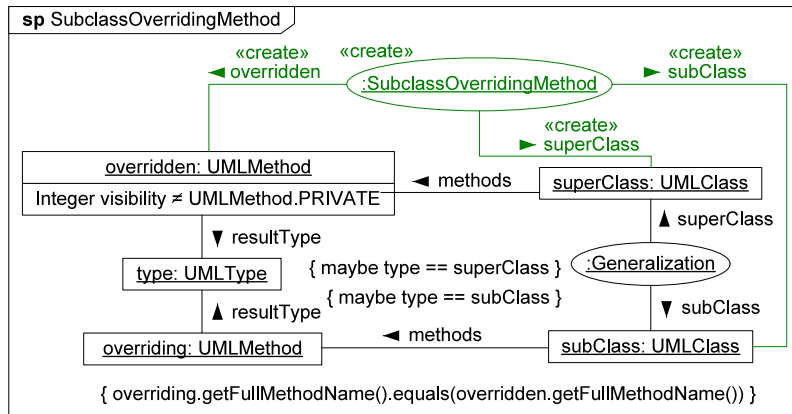 sp SubclassOverridingMethod
«create» «create» «create»
◄ overridden :SubclassOverridingMethod ► subClass
«create»
► superClass
overridden: UMLMethod
Integer visibility ≠ UMLMethod.PRIVATE
◄ methods
superClass: UMLClass
▲ superClass
▼ resultType
type: UMLType
{ maybe type == superClass }
:Generalization
{ maybe type == subClass }
▲ resultType
▼ subClass
overriding: UMLMethod
◄ methods
subClass: UMLClass
{ overriding.getFullMethodName().equals(overridden.getFullMethodName()) }